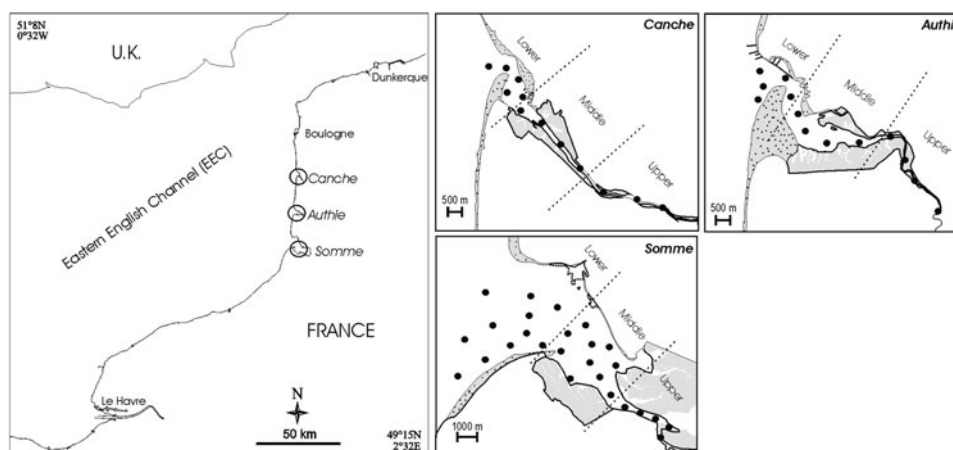 51°8N
0°32W
U.K.
Dunkerque
Boulogne
Eastern English Channel (EEC)
Canche
Authie
Somme
FRANCE
Le Havre
N
50 km
49°15N
2°32E
Canche
Lower
Middle
Upper
500 m
Authie
Lower
Middle
Upper
500 m
Somme
Lower
Middle
Upper
1000 m